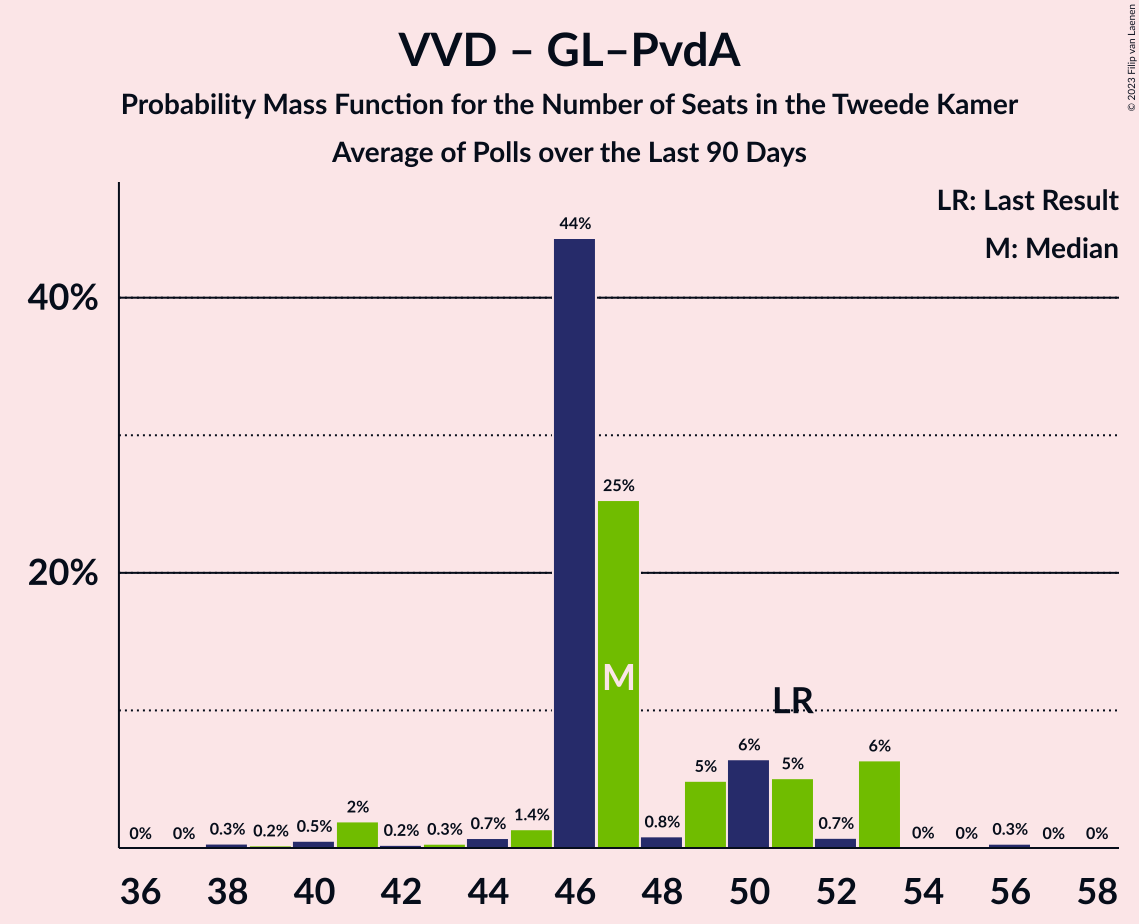 VVD – GL–PvdA
Probability Mass Function for the Number of Seats in the Tweede Kamer
Average of Polls over the Last 90 Days
© 2023 Filip van Laenen
LR: Last Result
M: Median
40%
20%
0% 0% 0.3% 0.2% 0.5% 2% 0.2% 0.3% 0.7% 1.4% 44% 25% 0.8% 5% 6% 5% 0.7% 6% 0% 0% 0.3% 0% 0%
M
LR
36 38 40 42 44 46 48 50 52 54 56 58